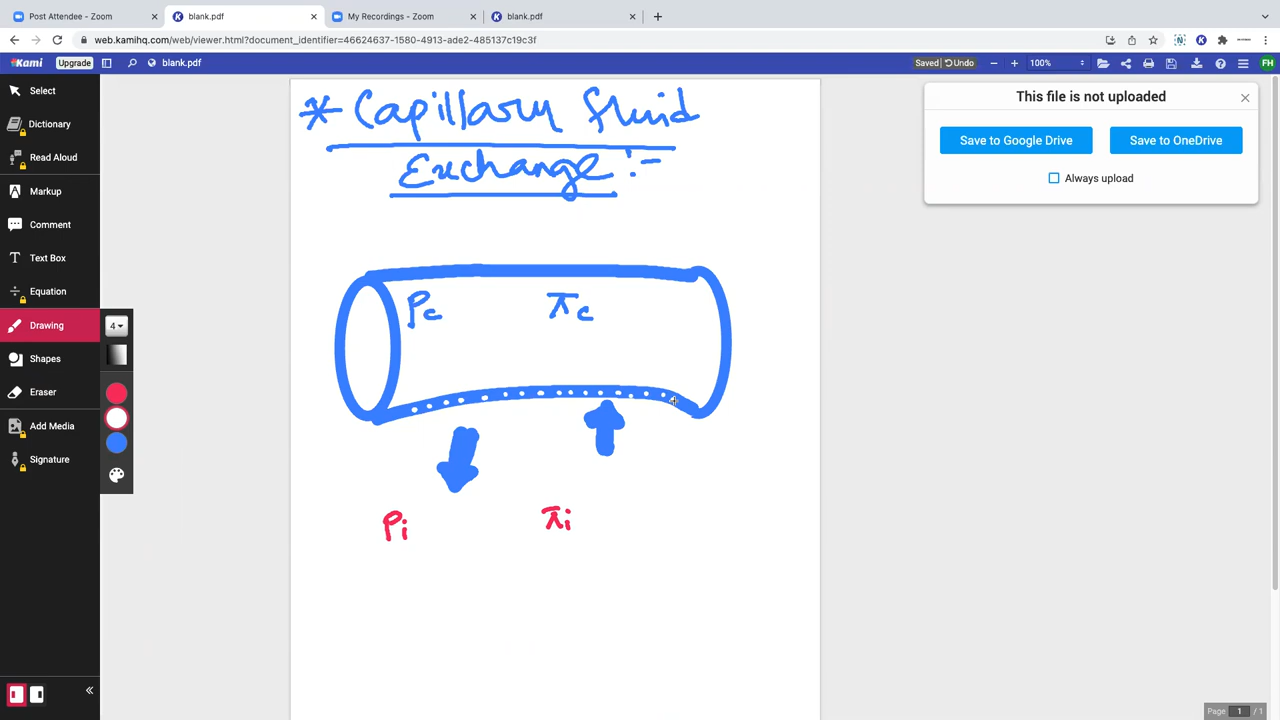 Post Attendee - Zoom
blank.pdf
My Recordings - Zoom
blank.pdf
web.kamihq.com/web/viewer.html?document_identifier=46624637-1580-4913-ade2-485137c19c3f
Kami
Upgrade
blank.pdf
Saved
Undo
100%
FH
Select
Dictionary
Read Aloud
Markup
Comment
Text Box
Equation
Drawing
Shapes
Eraser
Add Media
Signature
4
* Capillary fluid
Exchange :-
Pc πc
Pi πi
This file is not uploaded
Save to Google Drive
Save to OneDrive
Always upload
Page 1 / 1